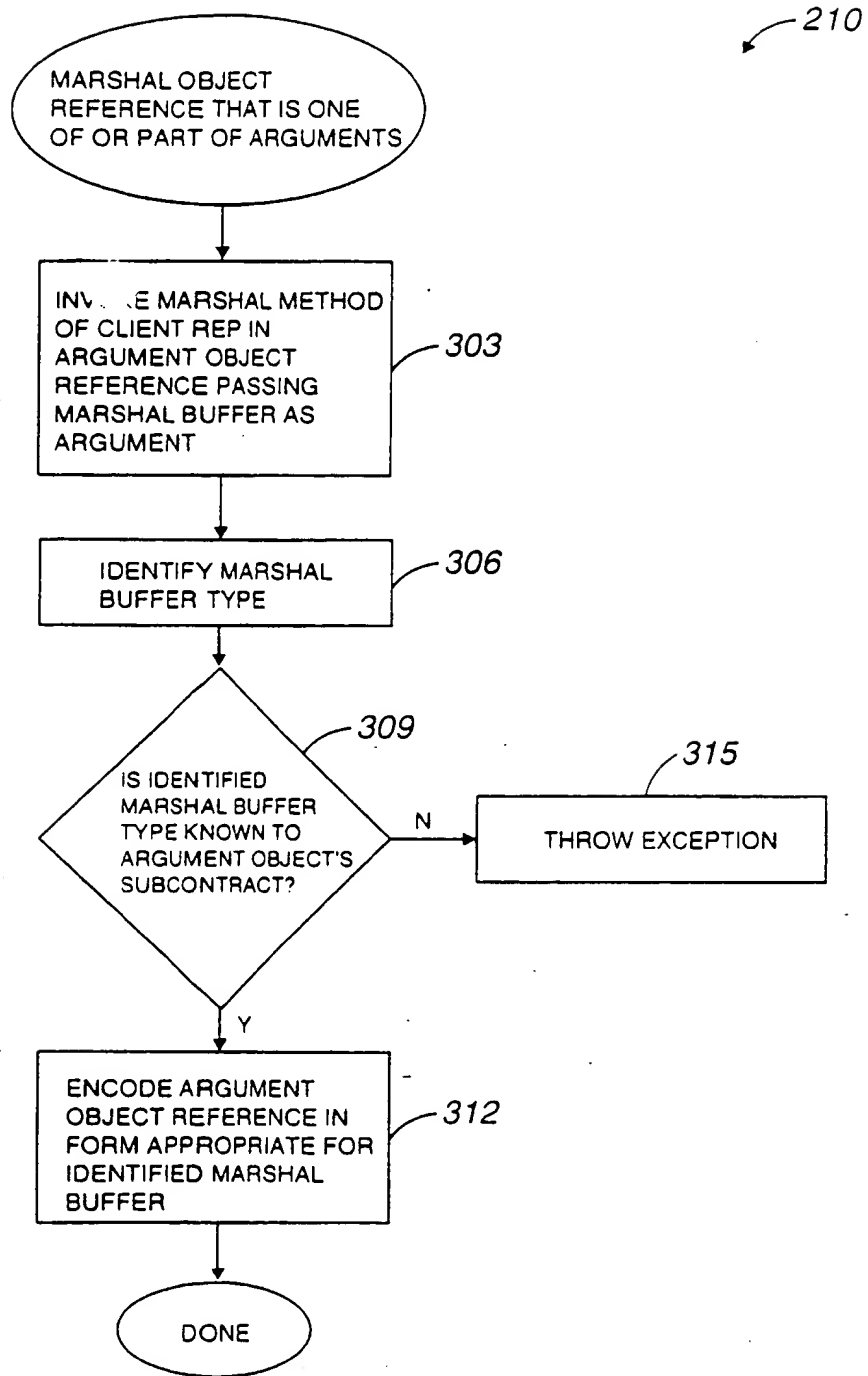 210
MARSHAL OBJECT
REFERENCE THAT IS ONE
OF OR PART OF ARGUMENTS
MARSHAL METHOD
OF CLIENT REP IN
ARGUMENT OBJECT
REFERENCE PASSING
MARSHAL BUFFER AS
ARGUMENT
303
IDENTIFY MARSHAL
BUFFER TYPE
306
309
IS IDENTIFIED
MARSHAL BUFFER
TYPE KNOWN TO
ARGUMENT OBJECT'S
SUBCONTRACT?
N
315
THROW EXCEPTION
Y
ENCODE ARGUMENT
OBJECT REFERENCE IN
FORM APPROPRIATE FOR
IDENTIFIED MARSHAL
BUFFER
312
DONE